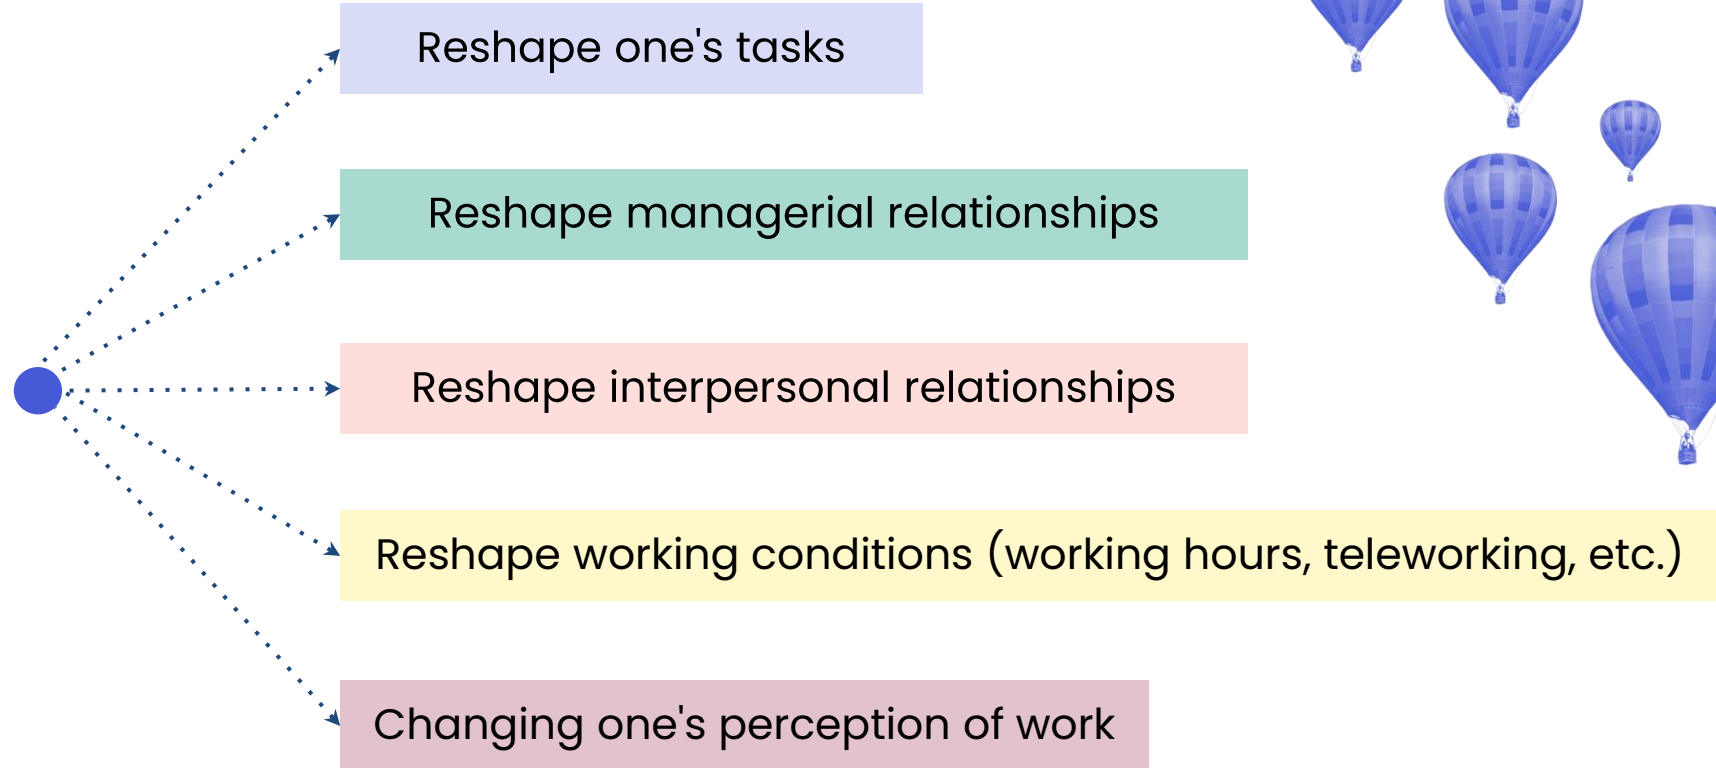 Reshape one's tasks
Reshape managerial relationships
Reshape interpersonal relationships
Reshape working conditions (working hours, teleworking, etc.)
Changing one's perception of work